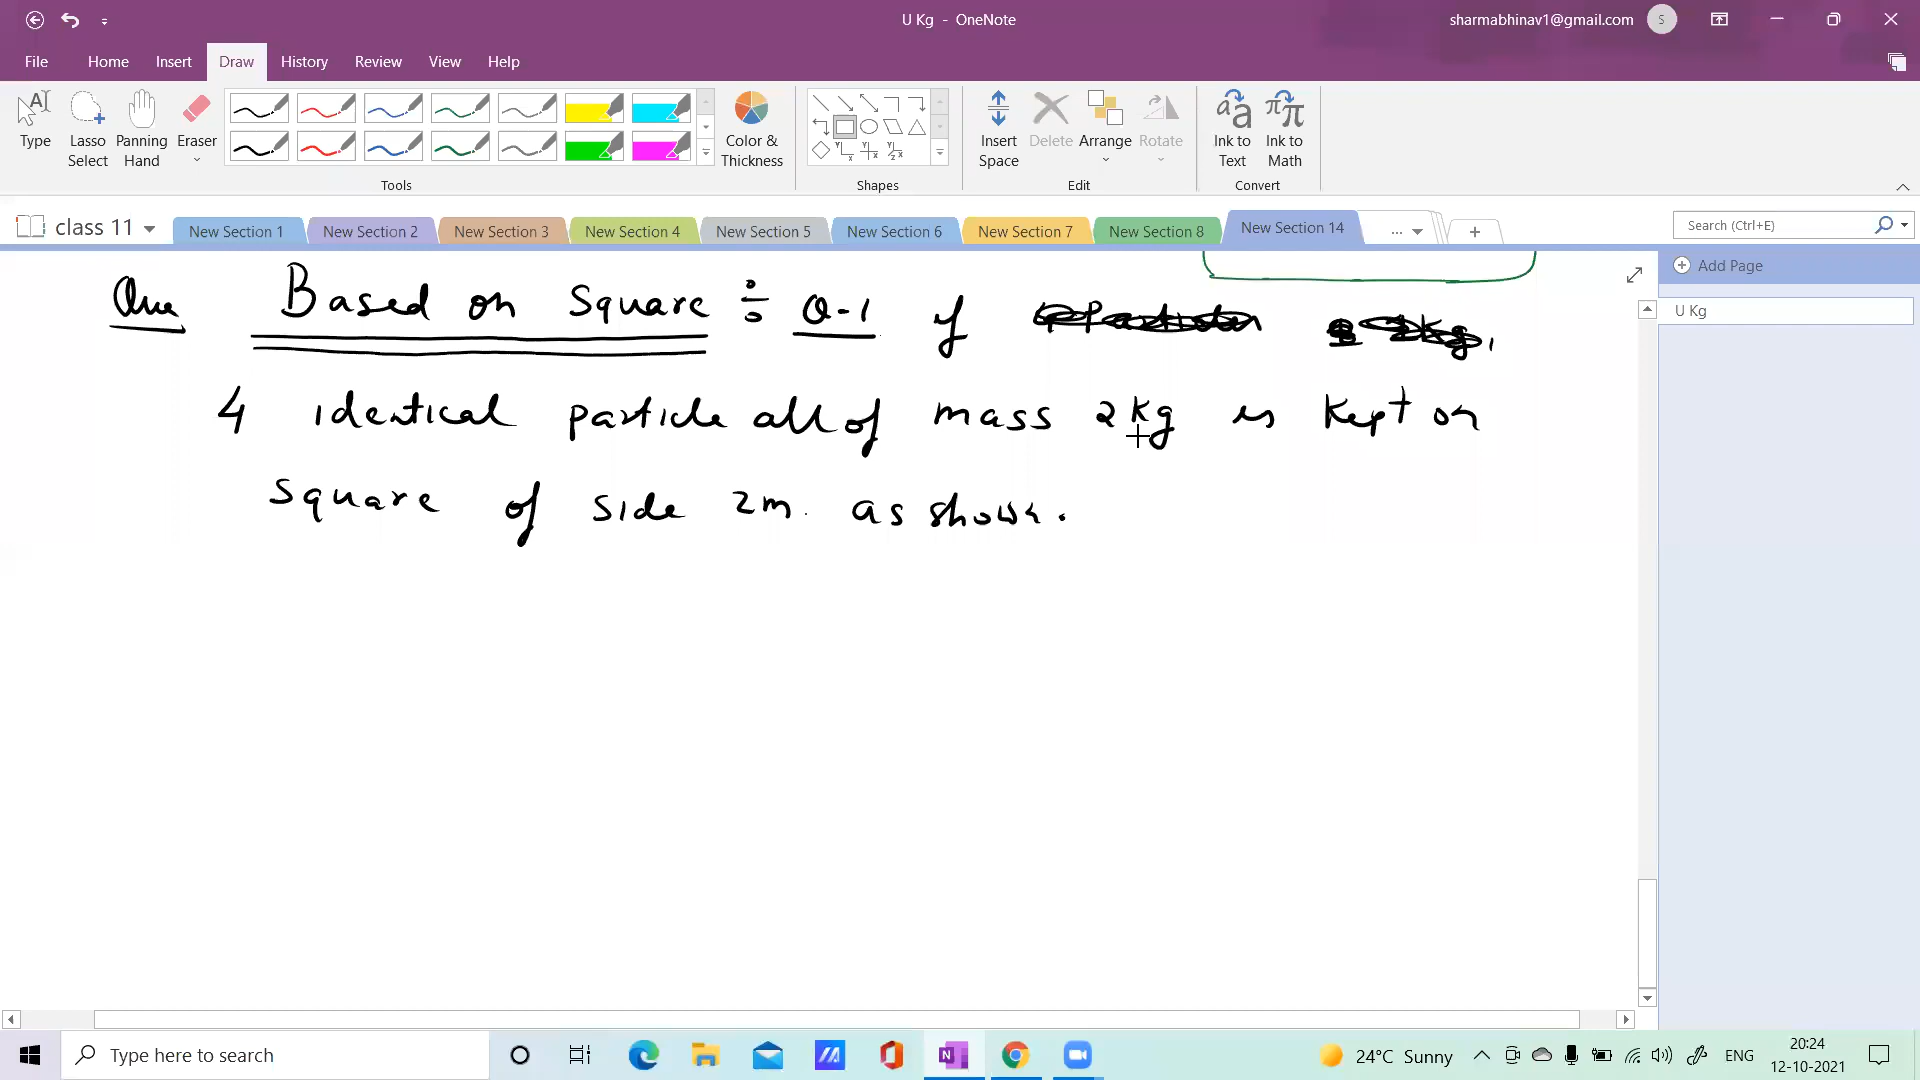 U Kg - OneNote
sharmabhinav1@gmail.com
S
File Home Insert Draw History Review View Help
Type
Lasso Select
Panning Hand
Eraser
Color & Thickness
Insert Space
Delete
Arrange
Rotate
Ink to Text
Ink to Math
Tools Shapes Edit Convert
class 11
New Section 1 New Section 2 New Section 3 New Section 4 New Section 5 New Section 6 New Section 7 New Section 8 New Section 14 ...
Search (Ctrl+E)
Add Page
U Kg
Que Based on Square ÷ Q-1 if
4 identical particle all of mass 2kg is kept on
square of side 2m. as shown.
Type here to search
24°C Sunny
ENG
20:24
12-10-2021